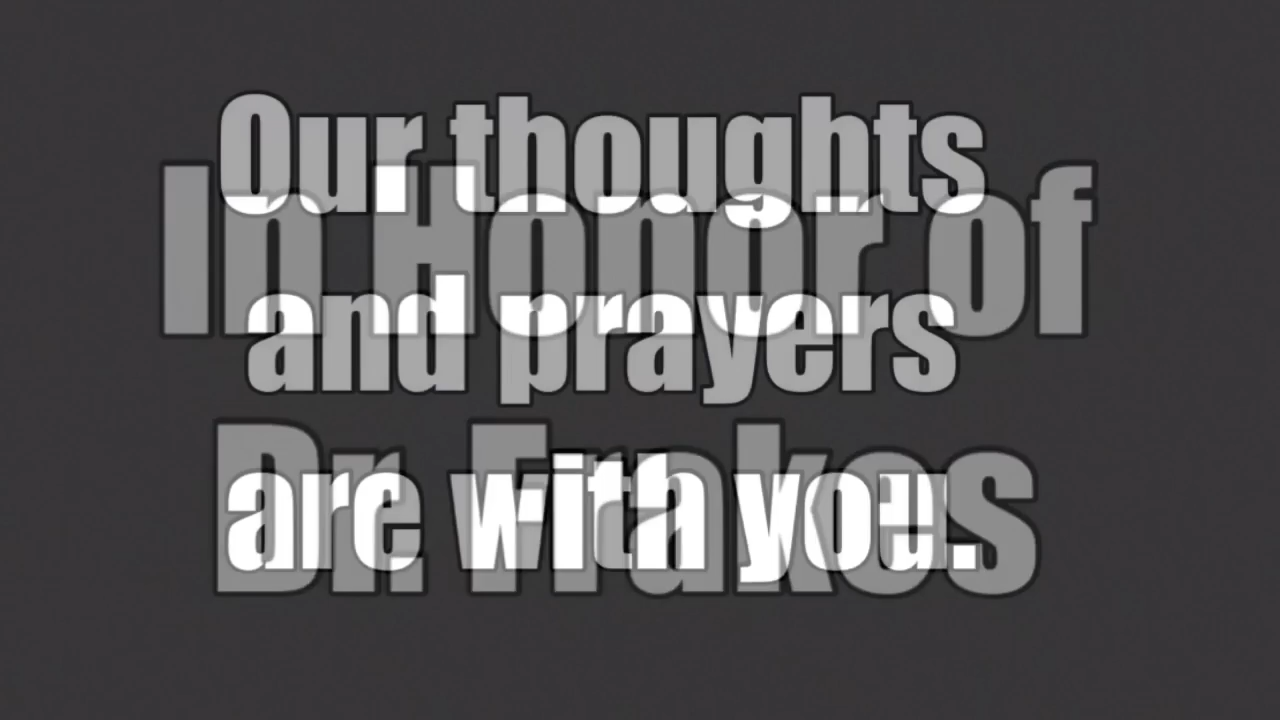 Our thoughts
and prayers
are with you.
In Honor of
Dr. Frakes